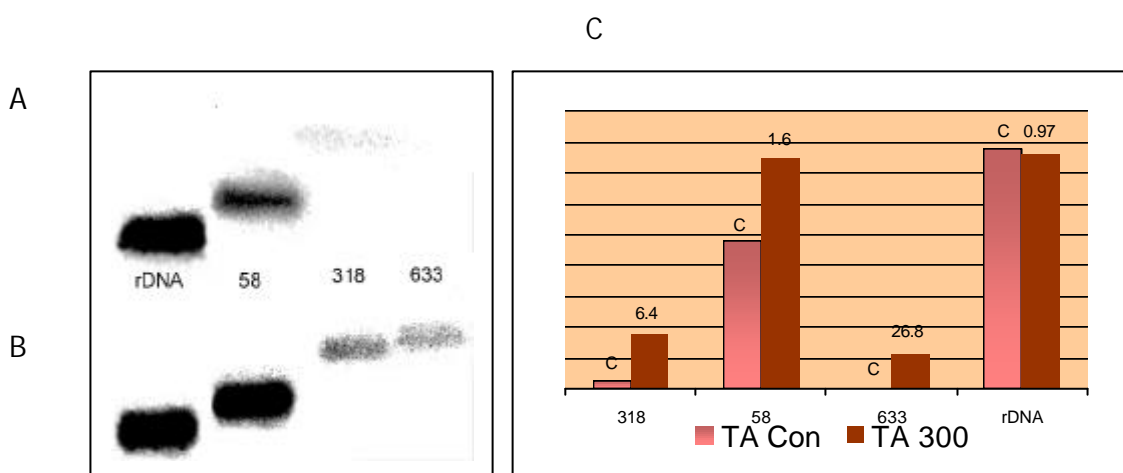 C
A
rDNA 58 318 633
B
C 0.97
1.6
C
6.4
26.8
C
C
318 58 633 rDNA
TA Con TA 300